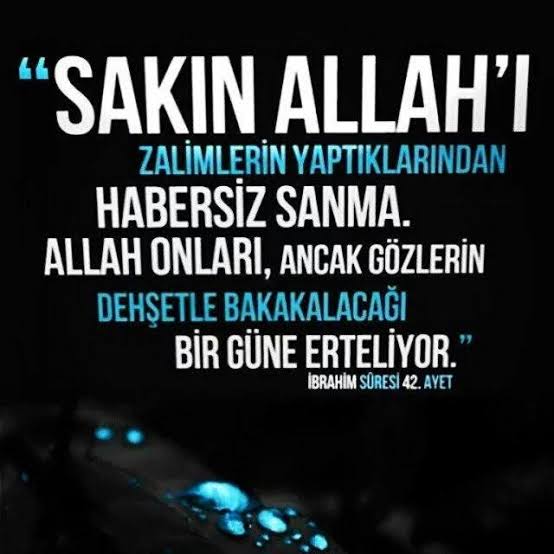 “SAKIN ALLAH’I
ZALİMLERİN YAPTIKLARINDAN
HABERSİZ SANMA.
ALLAH ONLARI, ANCAK GÖZLERİN
DEHŞETLE BAKAKALACAĞI
BİR GÜNE ERTELİYOR.”
İBRAHİM SÛRESİ 42. AYET